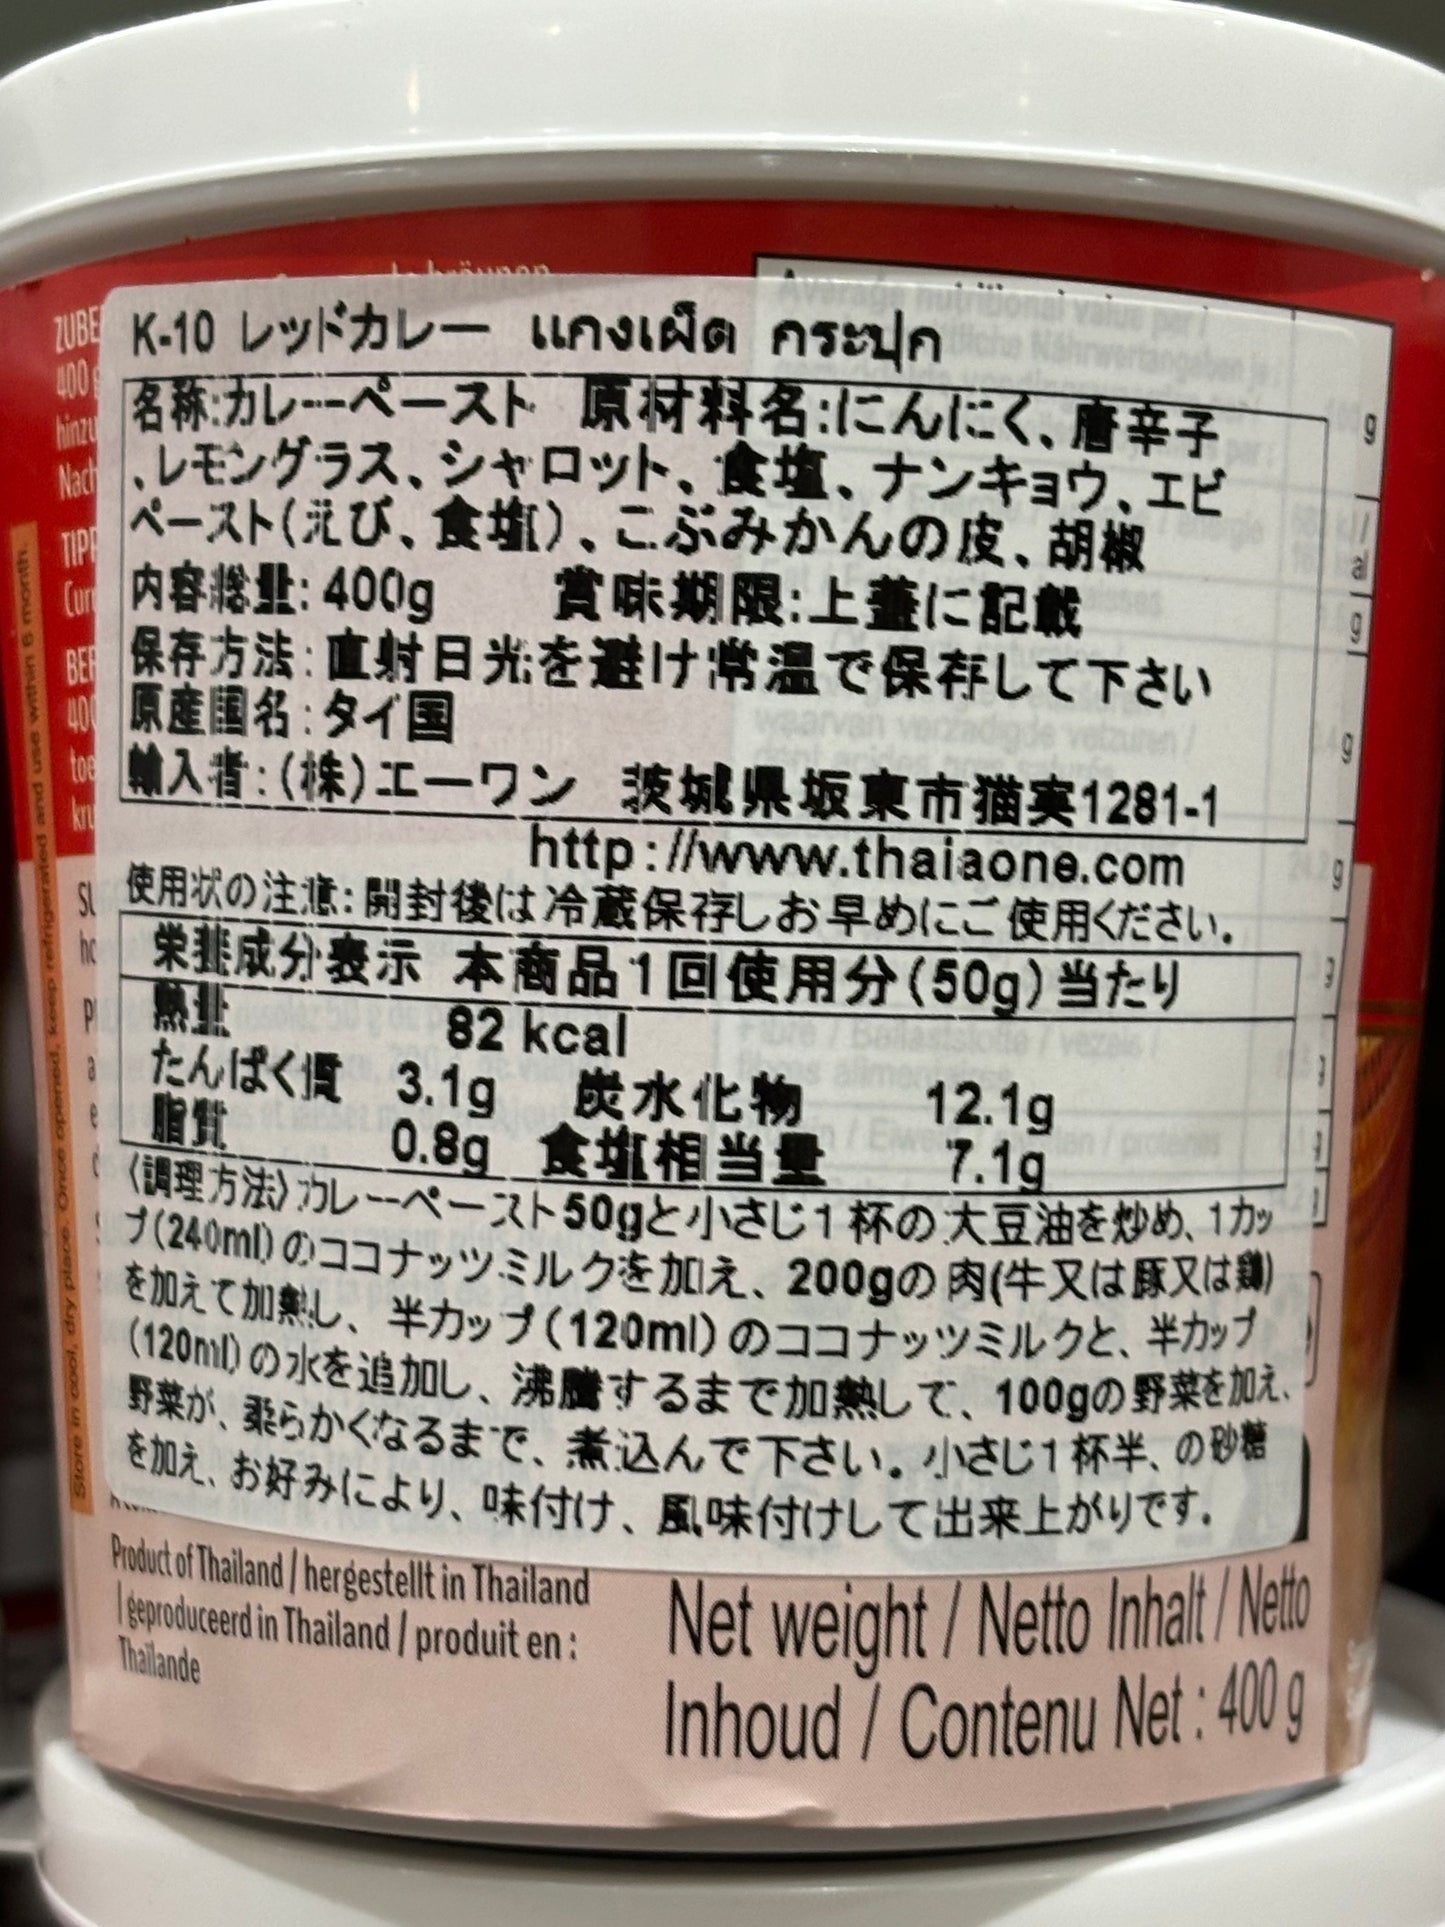 K-10 レッドカレー แกงเผ็ด กระปุก
名称:カレーペースト 原材料名:にんにく、唐辛子
、レモングラス、シャロット、食塩、ナンキョウ、エビ
ペースト(えび、食塩)、こぶみかんの皮、胡椒
内容総量:400g 賞味期限:上蓋に記載
保存方法:直射日光を避け常温で保存して下さい
原産国名:タイ国
輸入者:(株)エーワン 茨城県坂東市猫実1281-1
http://www.thaiaone.com
使用状の注意:開封後は冷蔵保存しお早めにご使用ください。
栄養成分表示 本商品1回使用分(50g)当たり
熱量 82 kcal
たんぱく質 3.1g 炭水化物 12.1g
脂質 0.8g 食塩相当量 7.1g
〈調理方法〉カレーペースト50gと小さじ1杯の大豆油を炒め、1カッ
プ(240ml)のココナッツミルクを加え、200gの肉(牛又は豚又は鶏)
を加えて加熱し、半カップ(120ml)のココナッツミルクと、半カップ
(120ml)の水を追加し、沸騰するまで加熱して、100gの野菜を加え、
野菜が、柔らかくなるまで、煮込んで下さい。小さじ1杯半、の砂糖
を加え、お好みにより、味付け、風味付けして出来上がりです。
Product of Thailand / hergestellt in Thailand
/ geproduceerd in Thailand / produit en :
Thaïlande
Net weight / Netto Inhalt / Netto
Inhoud / Contenu Net : 400 g
Store in cool, dry place. Once opened, keep refrigerated and use within 6 month.